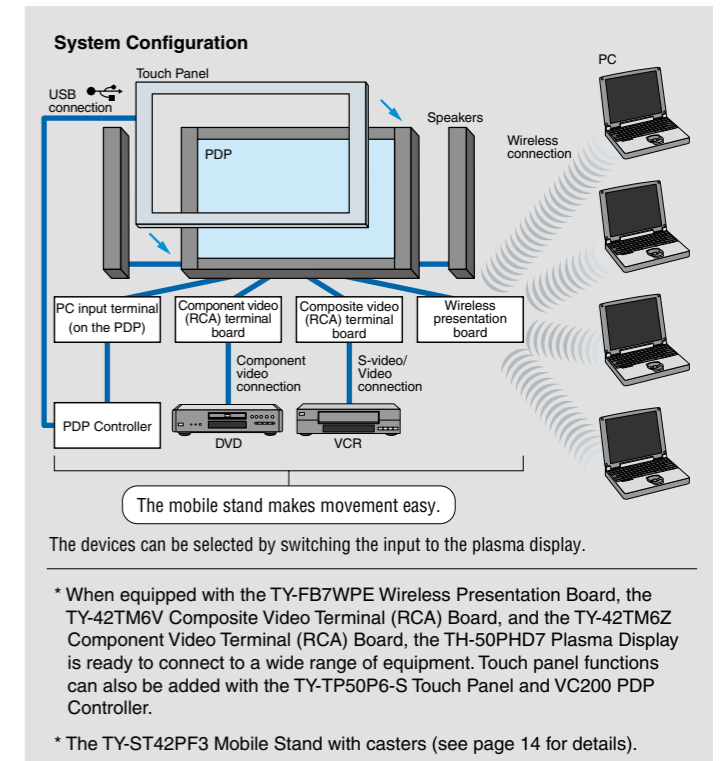 System Configuration
Touch Panel
PC
USB
connection
Speakers
Wireless
connection
PDP
PC input terminal
(on the PDP)
Component video
(RCA) terminal
board
Composite video
(RCA) terminal
board
Wireless
presentation
board
Component
video
connection
S-video/
Video
connection
PDP Controller
DVD
VCR
The mobile stand makes movement easy.
The devices can be selected by switching the input to the plasma display.
* When equipped with the TY-FB7WPE Wireless Presentation Board, the
TY-42TM6V Composite Video Terminal (RCA) Board, and the TY-42TM6Z
Component Video Terminal (RCA) Board, the TH-50PHD7 Plasma Display
is ready to connect to a wide range of equipment. Touch panel functions
can also be added with the TY-TP50P6-S Touch Panel and VC200 PDP
Controller.
* The TY-ST42PF3 Mobile Stand with casters (see page 14 for details).